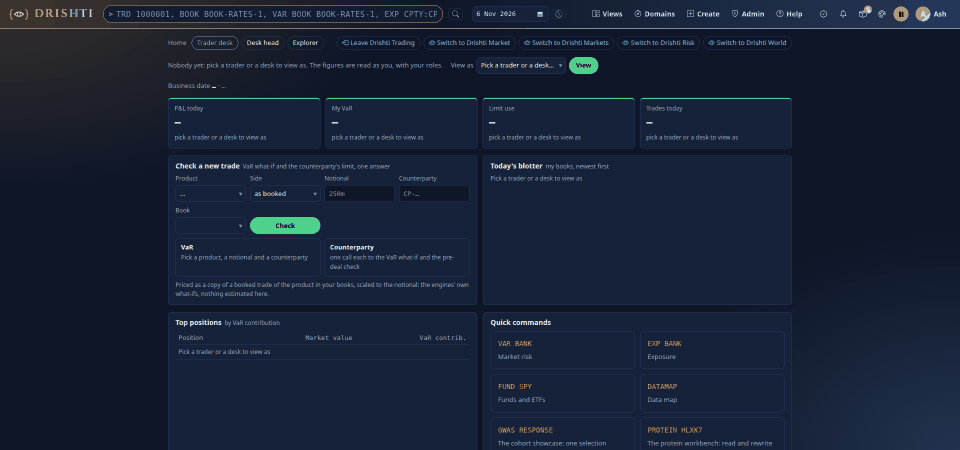 {👁} DRISHTI
> TRD 1000001, BOOK BOOK-RATES-1, VAR BOOK BOOK-RATES-1, EXP CPTY:CP
6 Nov 2026
Views
Domains
Create
Admin
Help
Ash
Home
Trader desk
Desk head
Explorer
Leave Drishti Trading
Switch to Drishti Market
Switch to Drishti Markets
Switch to Drishti Risk
Switch to Drishti World
Nobody yet: pick a trader or a desk to view as. The figures are read as you, with your roles.
View as
Pick a trader or a desk...
View
Business date … · ...
P&L today
—
pick a trader or a desk to view as
My VaR
—
pick a trader or a desk to view as
Limit use
—
pick a trader or a desk to view as
Trades today
—
pick a trader or a desk to view as
Check a new trade VaR what-if and the counterparty's limit, one answer
Product
Side
Notional
Counterparty
...
as booked
250m
CP-…
Book
Check
VaR
Pick a product, a notional and a counterparty
Counterparty
one call each to the VaR what-if and the pre-
deal check
Priced as a copy of a booked trade of the product in your books, scaled to the notional: the engines' own
what-ifs, nothing estimated here.
Today's blotter my books, newest first
Pick a trader or a desk to view as
Top positions by VaR contribution
Position
Market value
VaR contrib.
Pick a trader or a desk to view as
Quick commands
VAR BANK
Market risk
EXP BANK
Exposure
FUND SPY
Funds and ETFs
DATAMAP
Data map
GWAS RESPONSE
The cohort showcase: one selection
PROTEIN HLXK7
The protein workbench: read and rewrite